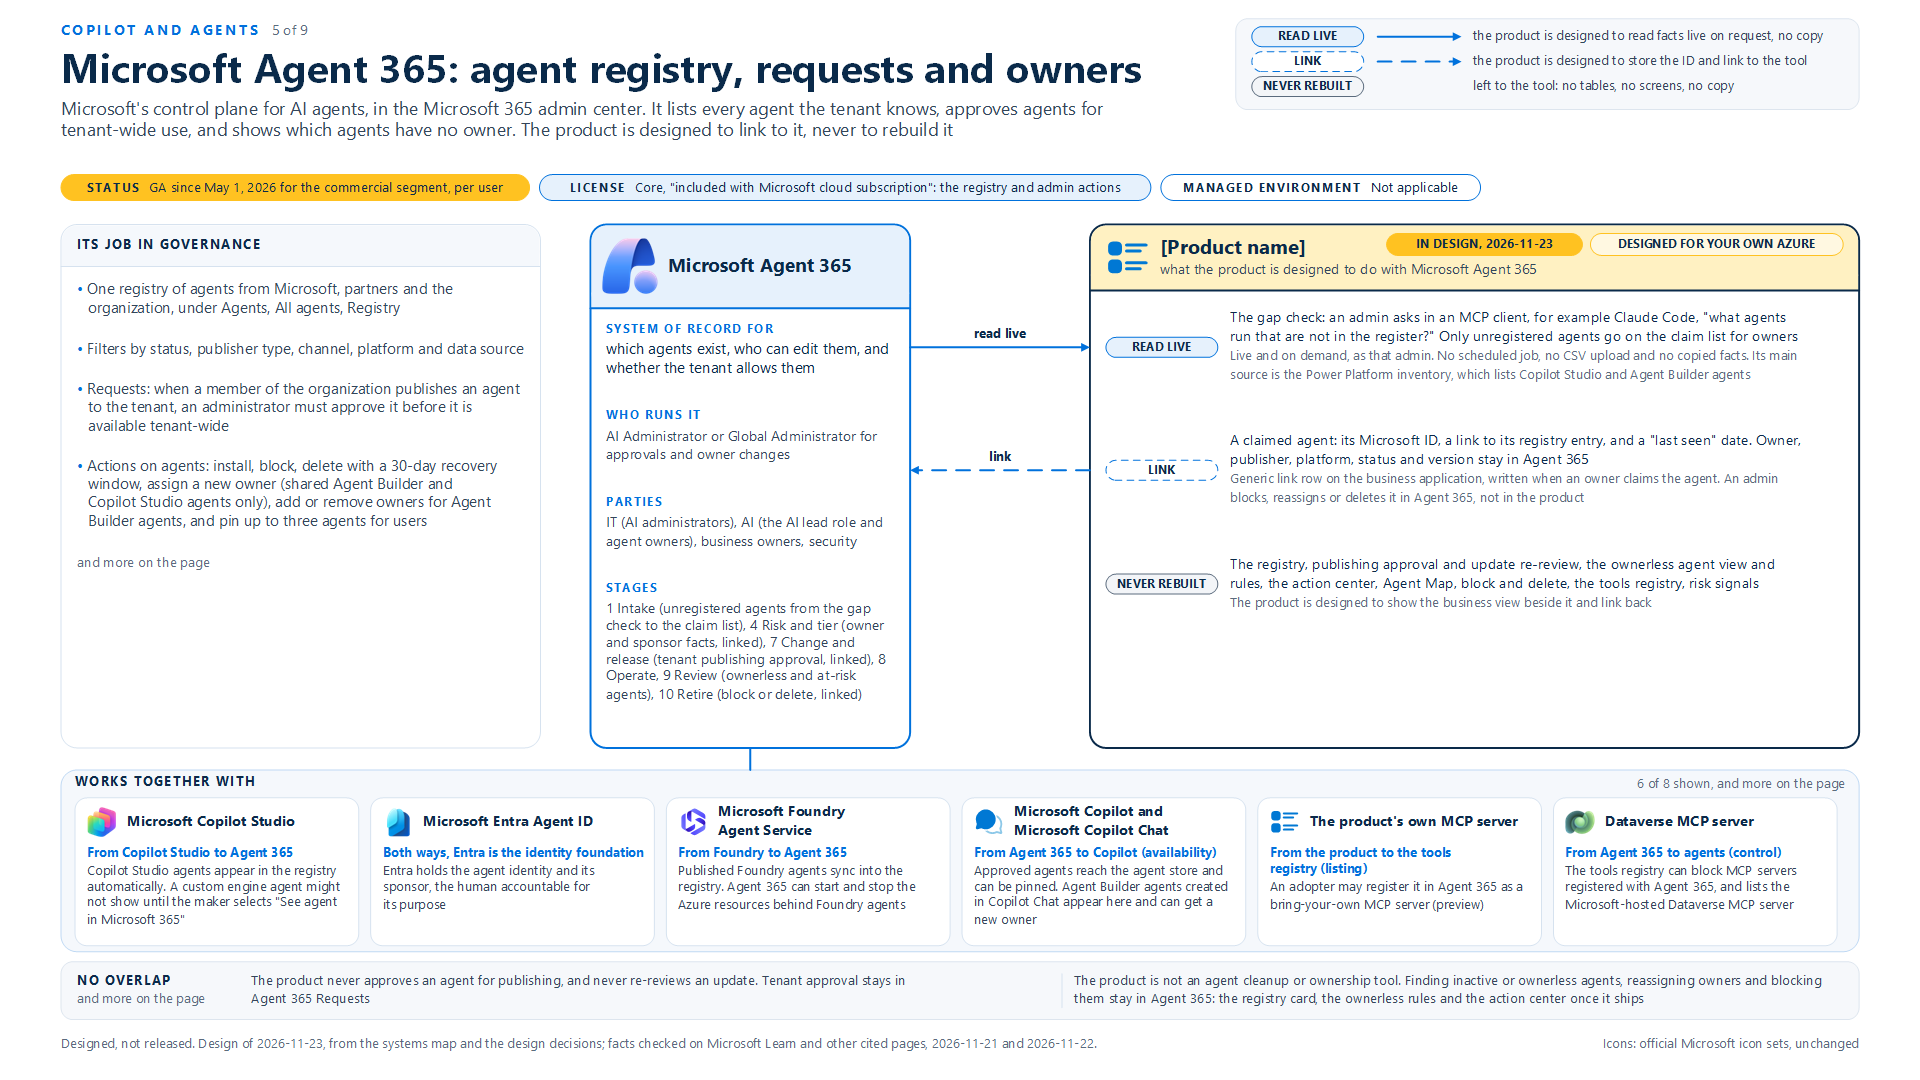 COPILOT AND AGENTS 5 of 9
Microsoft Agent 365: agent registry, requests and owners
Microsoft's control plane for AI agents, in the Microsoft 365 admin center. It lists every agent the tenant knows, approves agents for
tenant-wide use, and shows which agents have no owner. The product is designed to link to it, never to rebuild it
READ LIVE the product is designed to read facts live on request, no copy
LINK the product is designed to store the ID and link to the tool
NEVER REBUILT left to the tool: no tables, no screens, no copy
STATUS GA since May 1, 2026 for the commercial segment, per user
LICENSE Core, "included with Microsoft cloud subscription": the registry and admin actions
MANAGED ENVIRONMENT Not applicable
ITS JOB IN GOVERNANCE
• One registry of agents from Microsoft, partners and the
organization, under Agents, All agents, Registry
• Filters by status, publisher type, channel, platform and data source
• Requests: when a member of the organization publishes an agent
to the tenant, an administrator must approve it before it is
available tenant-wide
• Actions on agents: install, block, delete with a 30-day recovery
window, assign a new owner (shared Agent Builder and
Copilot Studio agents only), add or remove owners for Agent
Builder agents, and pin up to three agents for users
and more on the page
Microsoft Agent 365
SYSTEM OF RECORD FOR
which agents exist, who can edit them, and
whether the tenant allows them
WHO RUNS IT
AI Administrator or Global Administrator for
approvals and owner changes
PARTIES
IT (AI administrators), AI (the AI lead role and
agent owners), business owners, security
STAGES
1 Intake (unregistered agents from the gap
check to the claim list), 4 Risk and tier (owner
and sponsor facts, linked), 7 Change and
release (tenant publishing approval, linked), 8
Operate, 9 Review (ownerless and at-risk
agents), 10 Retire (block or delete, linked)
read live
link
[Product name]
IN DESIGN, 2026-11-23
DESIGNED FOR YOUR OWN AZURE
what the product is designed to do with Microsoft Agent 365
READ LIVE
The gap check: an admin asks in an MCP client, for example Claude Code, "what agents
run that are not in the register?" Only unregistered agents go on the claim list for owners
Live and on demand, as that admin. No scheduled job, no CSV upload and no copied facts. Its main
source is the Power Platform inventory, which lists Copilot Studio and Agent Builder agents
LINK
A claimed agent: its Microsoft ID, a link to its registry entry, and a "last seen" date. Owner,
publisher, platform, status and version stay in Agent 365
Generic link row on the business application, written when an owner claims the agent. An admin
blocks, reassigns or deletes it in Agent 365, not in the product
NEVER REBUILT
The registry, publishing approval and update re-review, the ownerless agent view and
rules, the action center, Agent Map, block and delete, the tools registry, risk signals
The product is designed to show the business view beside it and link back
WORKS TOGETHER WITH
6 of 8 shown, and more on the page
Microsoft Copilot Studio
From Copilot Studio to Agent 365
Copilot Studio agents appear in the registry
automatically. A custom engine agent might
not show until the maker selects "See agent
in Microsoft 365"
Microsoft Entra Agent ID
Both ways, Entra is the identity foundation
Entra holds the agent identity and its
sponsor, the human accountable for
its purpose
Microsoft Foundry
Agent Service
From Foundry to Agent 365
Published Foundry agents sync into the
registry. Agent 365 can start and stop the
Azure resources behind Foundry agents
Microsoft Copilot and
Microsoft Copilot Chat
From Agent 365 to Copilot (availability)
Approved agents reach the agent store and
can be pinned. Agent Builder agents created
in Copilot Chat appear here and can get a
new owner
The product's own MCP server
From the product to the tools
registry (listing)
An adopter may register it in Agent 365 as a
bring-your-own MCP server (preview)
Dataverse MCP server
From Agent 365 to agents (control)
The tools registry can block MCP servers
registered with Agent 365, and lists the
Microsoft-hosted Dataverse MCP server
NO OVERLAP
and more on the page
The product never approves an agent for publishing, and never re-reviews an update. Tenant approval stays in
Agent 365 Requests
The product is not an agent cleanup or ownership tool. Finding inactive or ownerless agents, reassigning owners and blocking
them stay in Agent 365: the registry card, the ownerless rules and the action center once it ships
Designed, not released. Design of 2026-11-23, from the systems map and the design decisions; facts checked on Microsoft Learn and other cited pages, 2026-11-21 and 2026-11-22.
Icons: official Microsoft icon sets, unchanged